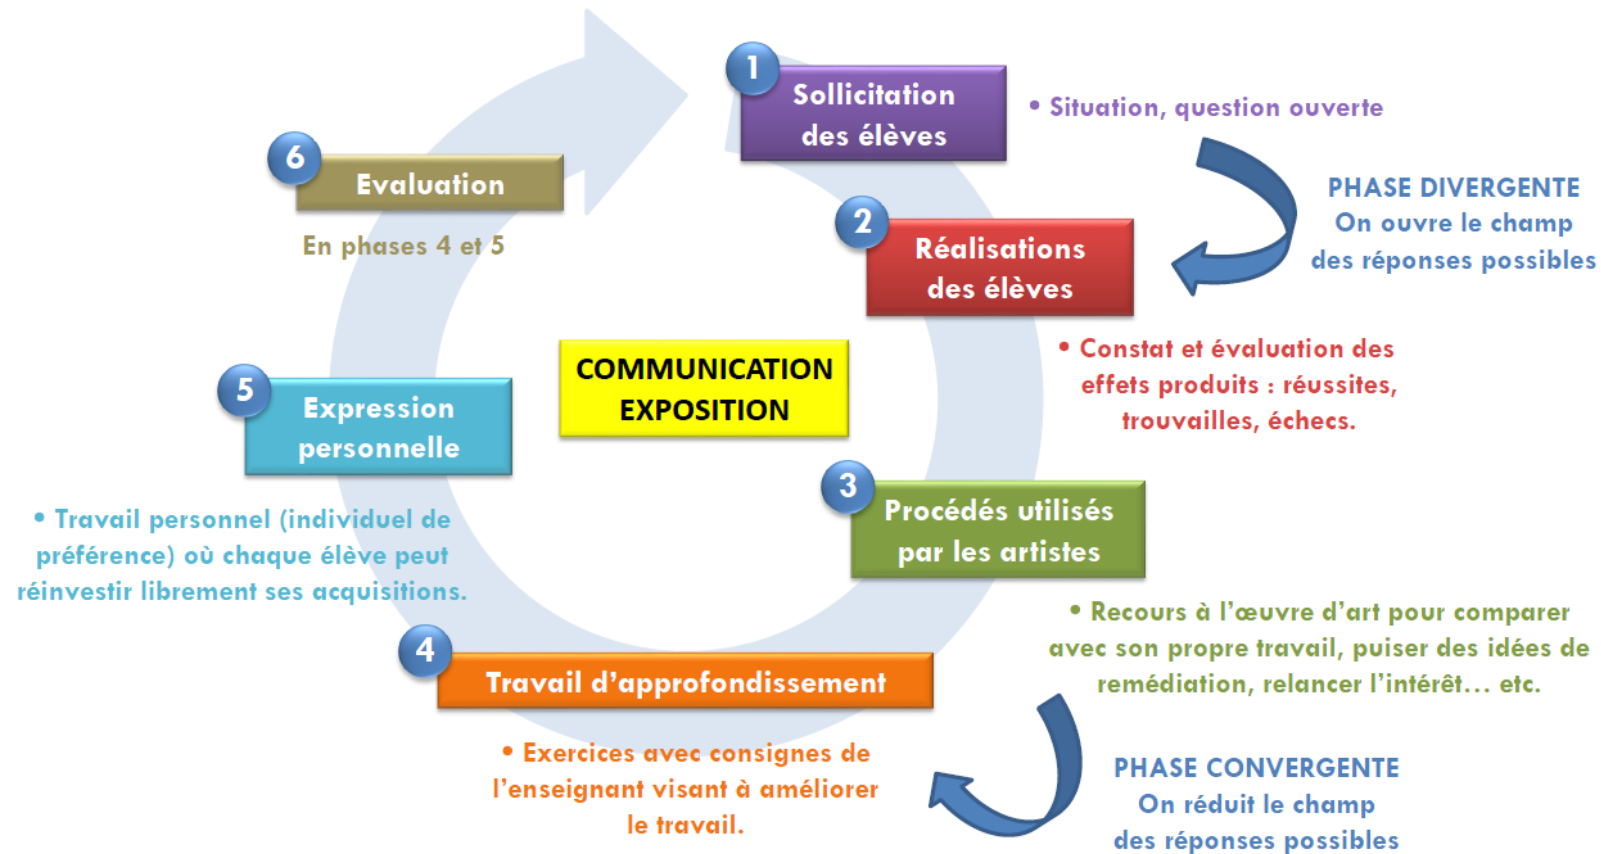 1
Sollicitation
des élèves
• Situation, question ouverte
PHASE DIVERGENTE
On ouvre le champ
des réponses possibles
2
Réalisations
des élèves
• Constat et évaluation des
effets produits : réussites,
trouvailles, échecs.
3
Procédés utilisés
par les artistes
• Recours à l’œuvre d’art pour comparer
avec son propre travail, puiser des idées de
remédiation, relancer l’intérêt… etc.
PHASE CONVERGENTE
On réduit le champ
des réponses possibles
4
Travail d’approfondissement
• Exercices avec consignes de
l’enseignant visant à améliorer
le travail.
5
Expression
personnelle
• Travail personnel (individuel de
préférence) où chaque élève peut
réinvestir librement ses acquisitions.
6
Evaluation
En phases 4 et 5
COMMUNICATION
EXPOSITION